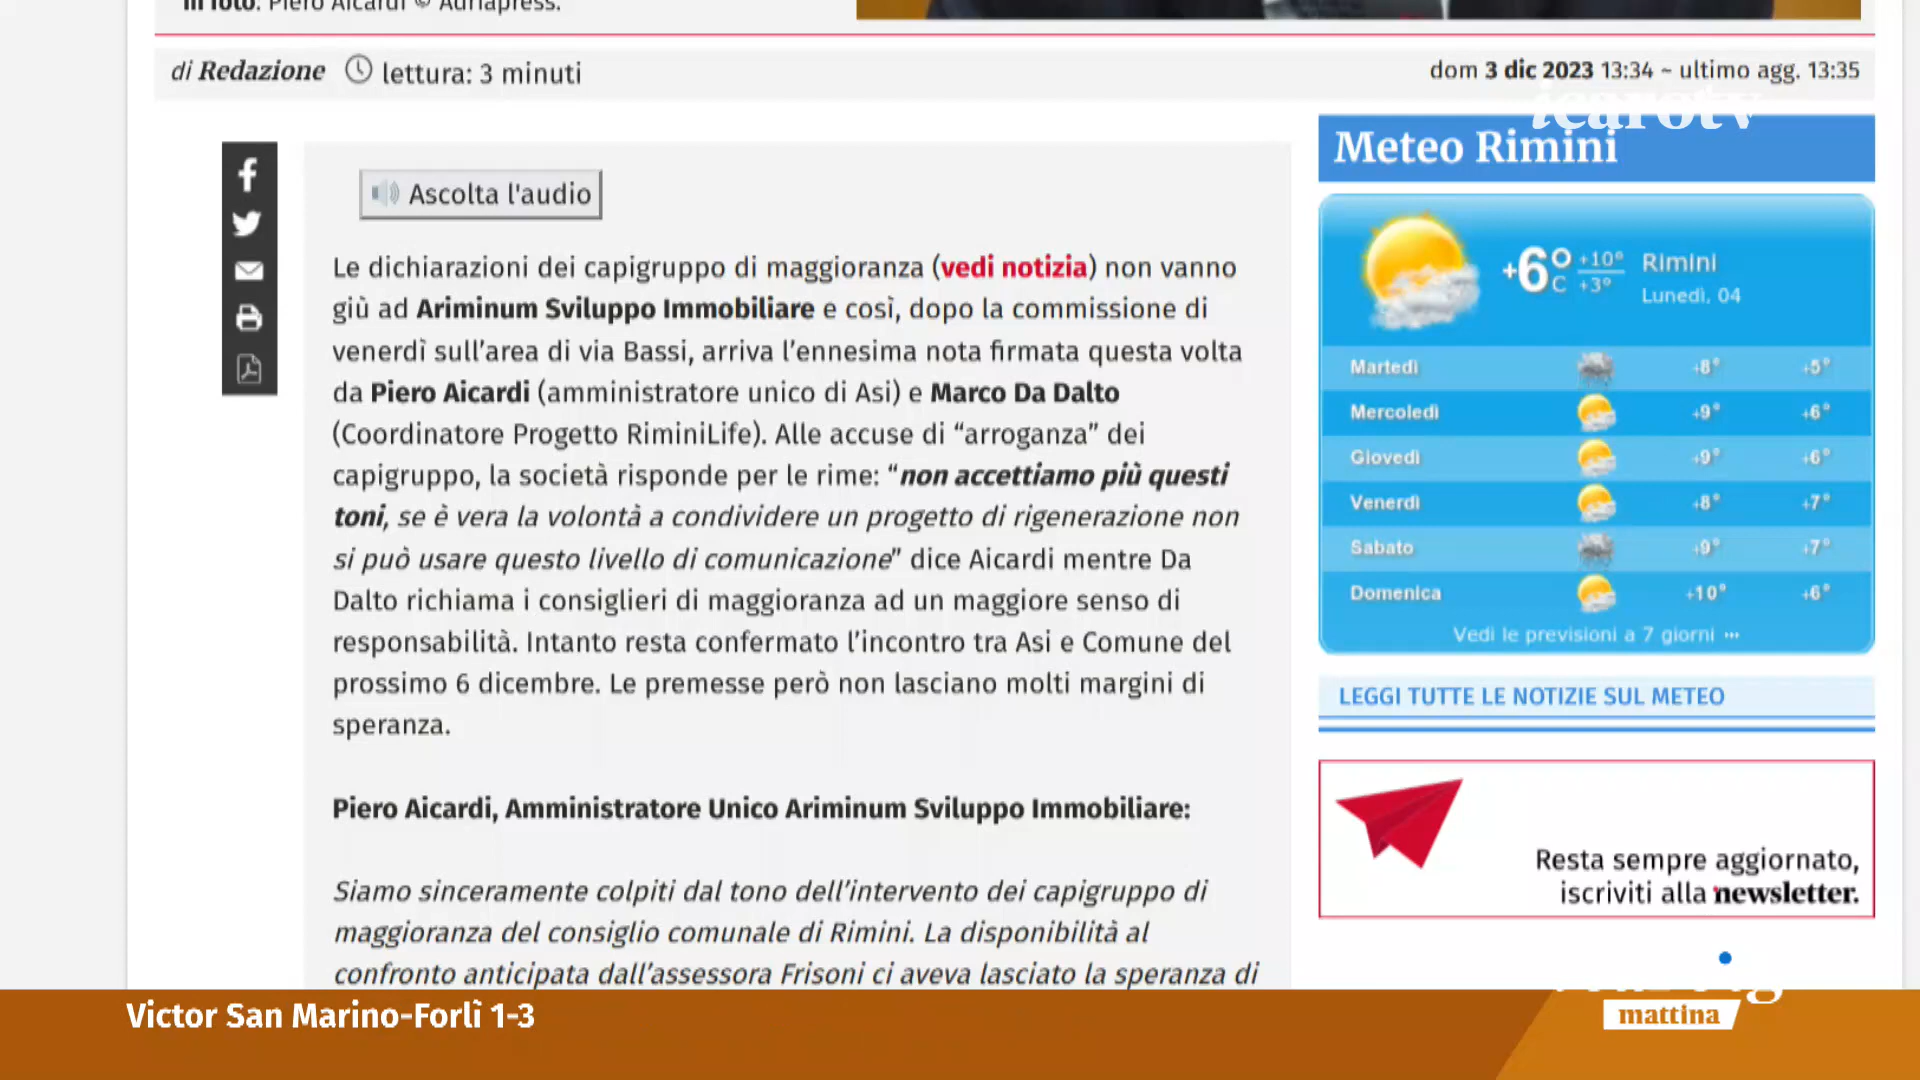 in foto: Piero Aicardi © Adriapress.
di Redazione lettura: 3 minuti
dom 3 dic 2023 13:34 ~ ultimo agg. 13:35
icarotv
Ascolta l'audio
Le dichiarazioni dei capigruppo di maggioranza (vedi notizia) non vanno
giù ad Ariminum Sviluppo Immobiliare e così, dopo la commissione di
venerdì sull’area di via Bassi, arriva l’ennesima nota firmata questa volta
da Piero Aicardi (amministratore unico di Asi) e Marco Da Dalto
(Coordinatore Progetto RiminiLife). Alle accuse di “arroganza” dei
capigruppo, la società risponde per le rime: “non accettiamo più questi
toni, se è vera la volontà a condividere un progetto di rigenerazione non
si può usare questo livello di comunicazione” dice Aicardi mentre Da
Dalto richiama i consiglieri di maggioranza ad un maggiore senso di
responsabilità. Intanto resta confermato l’incontro tra Asi e Comune del
prossimo 6 dicembre. Le premesse però non lasciano molti margini di
speranza.
Piero Aicardi, Amministratore Unico Ariminum Sviluppo Immobiliare:
Siamo sinceramente colpiti dal tono dell’intervento dei capigruppo di
maggioranza del consiglio comunale di Rimini. La disponibilità al
confronto anticipata dall’assessora Frisoni ci aveva lasciato la speranza di
Meteo Rimini
+6°C +10° +3° Rimini
Lunedì, 04
Martedì +8° +5°
Mercoledì +9° +6°
Giovedì +9° +6°
Venerdì +8° +7°
Sabato +9° +7°
Domenica +10° +6°
Vedi le previsioni a 7 giorni ···
LEGGI TUTTE LE NOTIZIE SUL METEO
Resta sempre aggiornato,
iscriviti alla newsletter.
Victor San Marino-Forlì 1-3
mattina